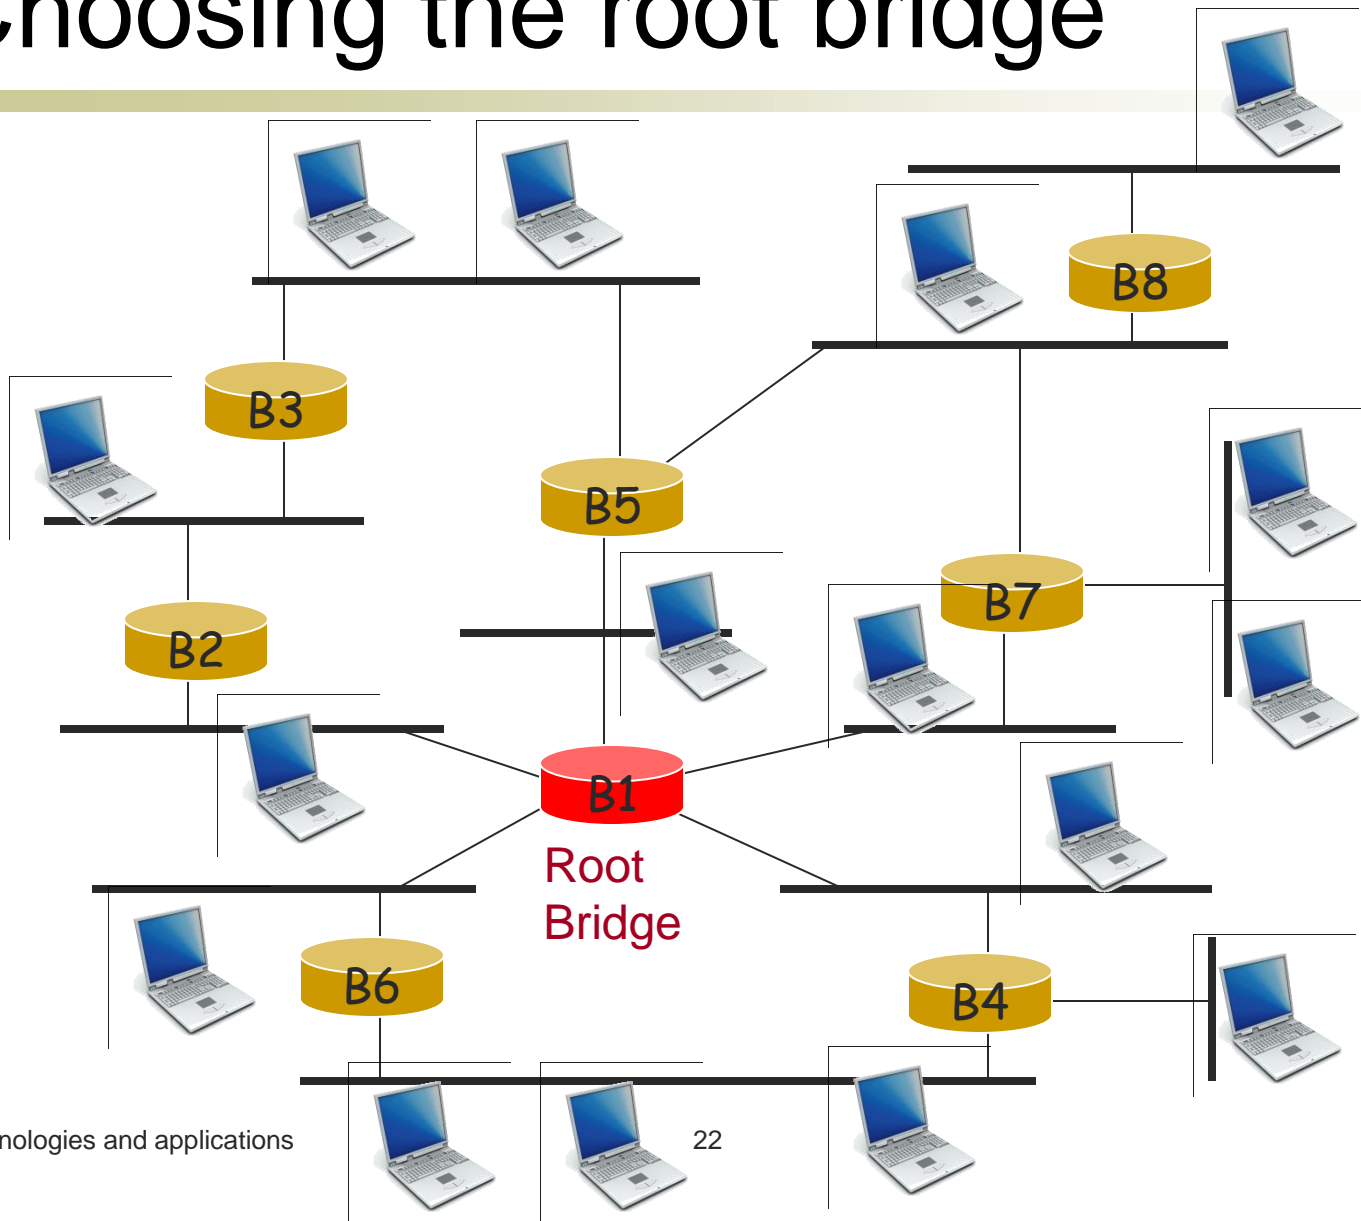 hoosing the root bridge
B8
B3
B5
B7
B2
B1
Root
Bridge
B6
B4
nologies and applications
22